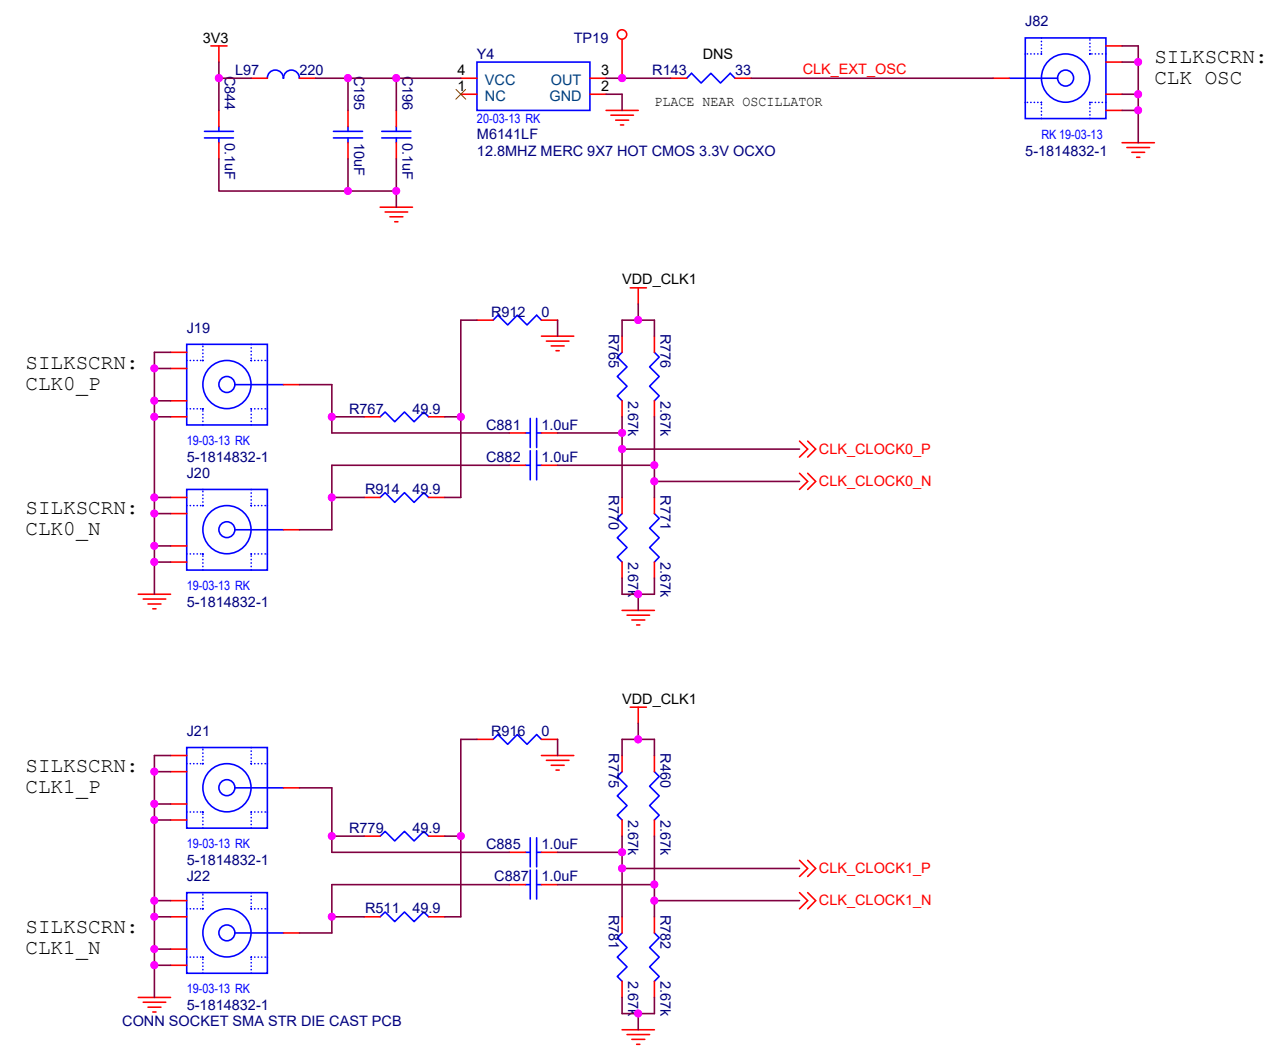 3V3
L97 220
C844
0.1uF
C195
10uF
C196
0.1uF
Y4
4
1
VCC
NC
OUT
GND
3
2
20-03-13 RK
M6141LF
12.8MHZ MERC 9X7 HOT CMOS 3.3V OCXO
TP19
DNS
R143 33
PLACE NEAR OSCILLATOR
CLK_EXT_OSC
J82
RK 19-03-13
5-1814832-1
SILKSCRN:
CLK OSC
SILKSCRN:
CLK0_P
J19
19-03-13 RK
5-1814832-1
J20
SILKSCRN:
CLK0_N
19-03-13 RK
5-1814832-1
R912 0
R767 49.9
C881 1.0uF
C882 1.0uF
R914 49.9
VDD_CLK1
R765
2.67k
R776
2.67k
R770
2.67k
R771
2.67k
CLK_CLOCK0_P
CLK_CLOCK0_N
SILKSCRN:
CLK1_P
J21
19-03-13 RK
5-1814832-1
J22
SILKSCRN:
CLK1_N
19-03-13 RK
5-1814832-1
CONN SOCKET SMA STR DIE CAST PCB
R916 0
R779 49.9
C885 1.0uF
C887 1.0uF
R511 49.9
VDD_CLK1
R775
2.67k
R460
2.67k
R781
2.67k
R782
2.67k
CLK_CLOCK1_P
CLK_CLOCK1_N